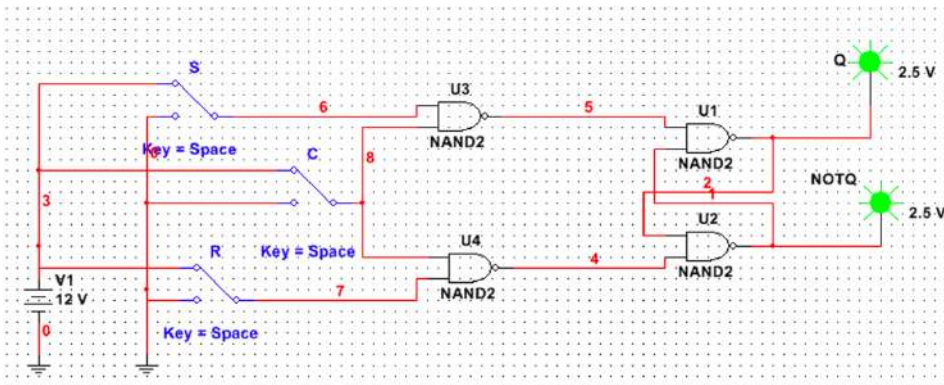 S
Q
2.5 V
U3
6
5
U1
NAND2
Key = Space
C
8
NAND2
NOTQ
2
1
3
2.5 V
U2
R
Key = Space
U4
4
NAND2
V1
12 V
7
NAND2
0
Key = Space